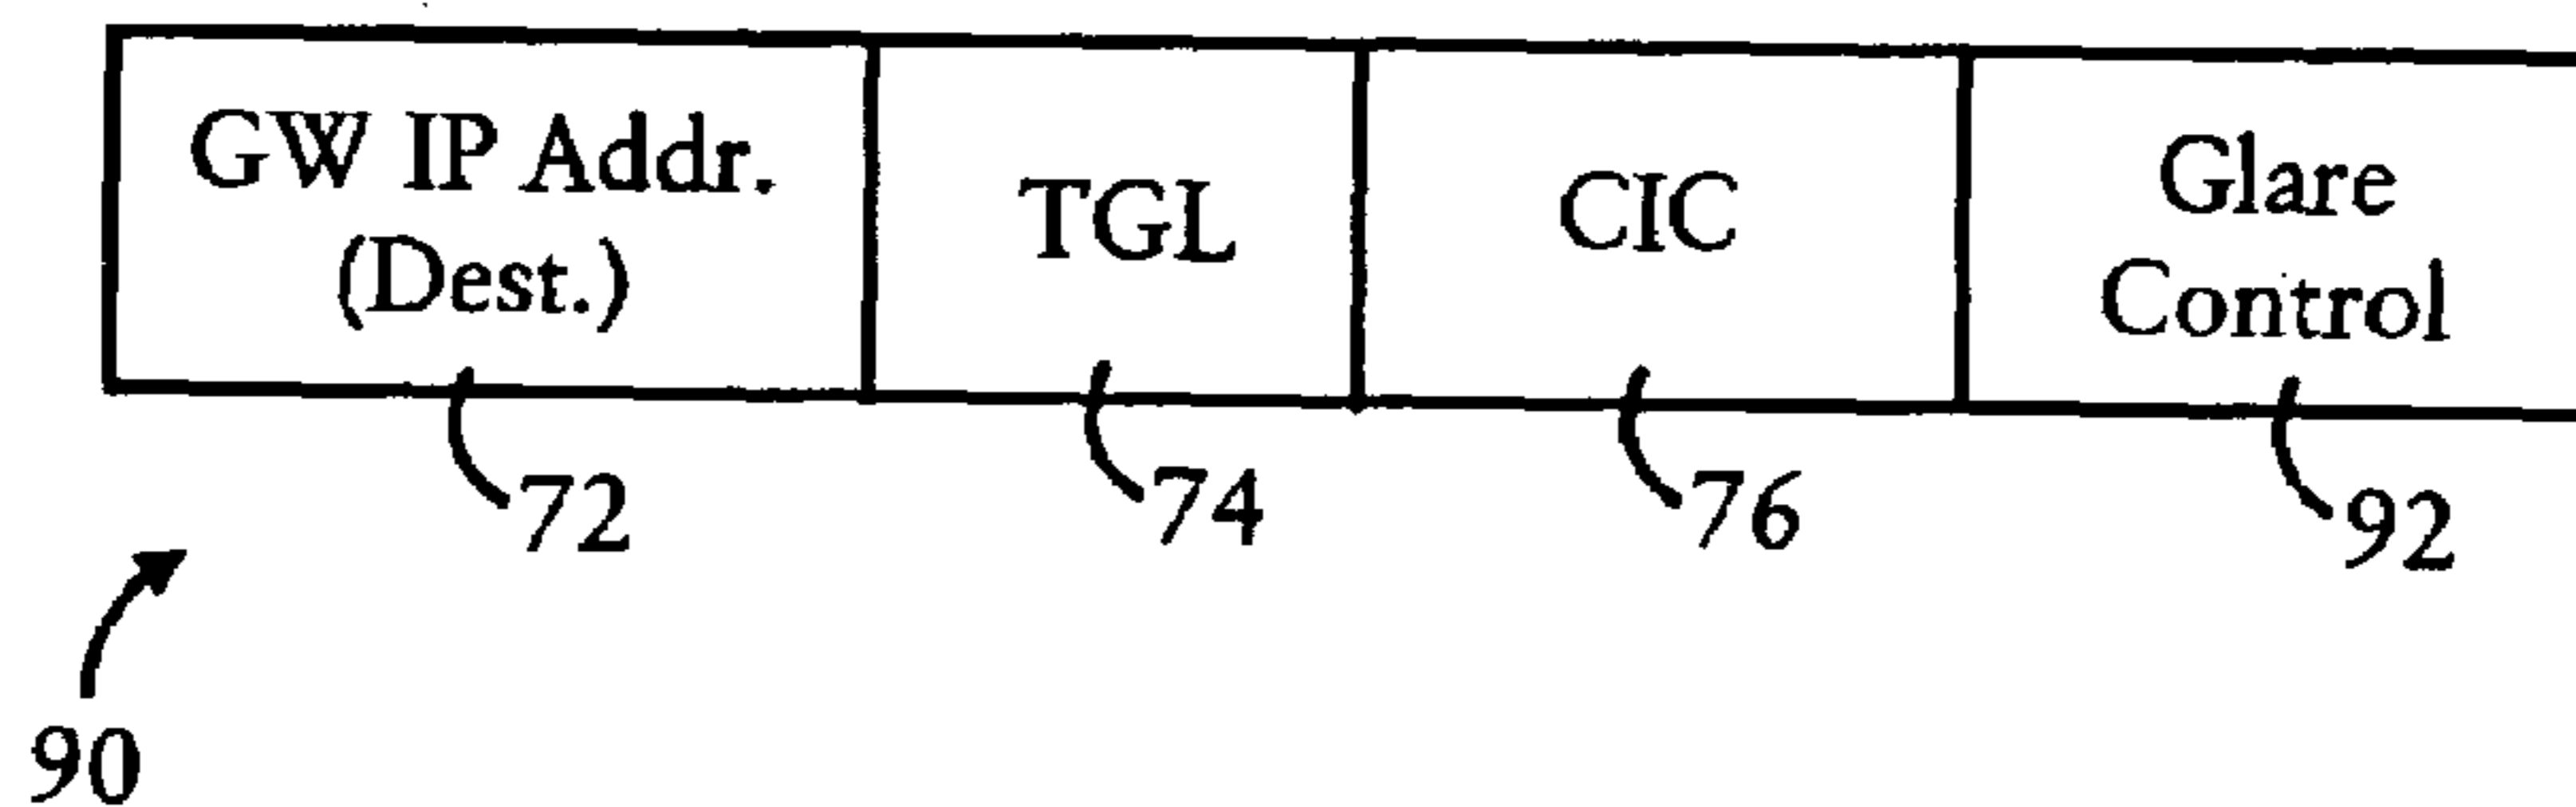 GW IP Addr.
(Dest.)
TGL
CIC
Glare
Control
72
74
76
92
90